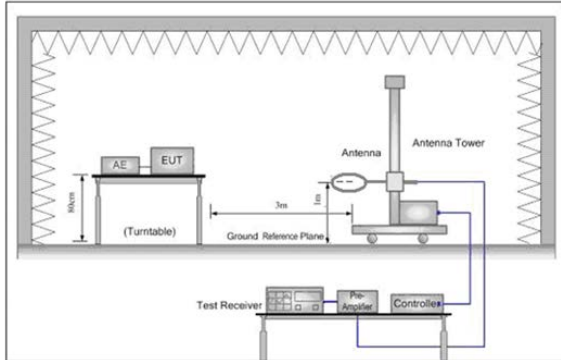 Antenna
Antenna Tower
AE
EUT
80cm
(Turntable)
3m
1m
Ground Reference Plane
Test Receiver
Pre-
Amplifier
Controller